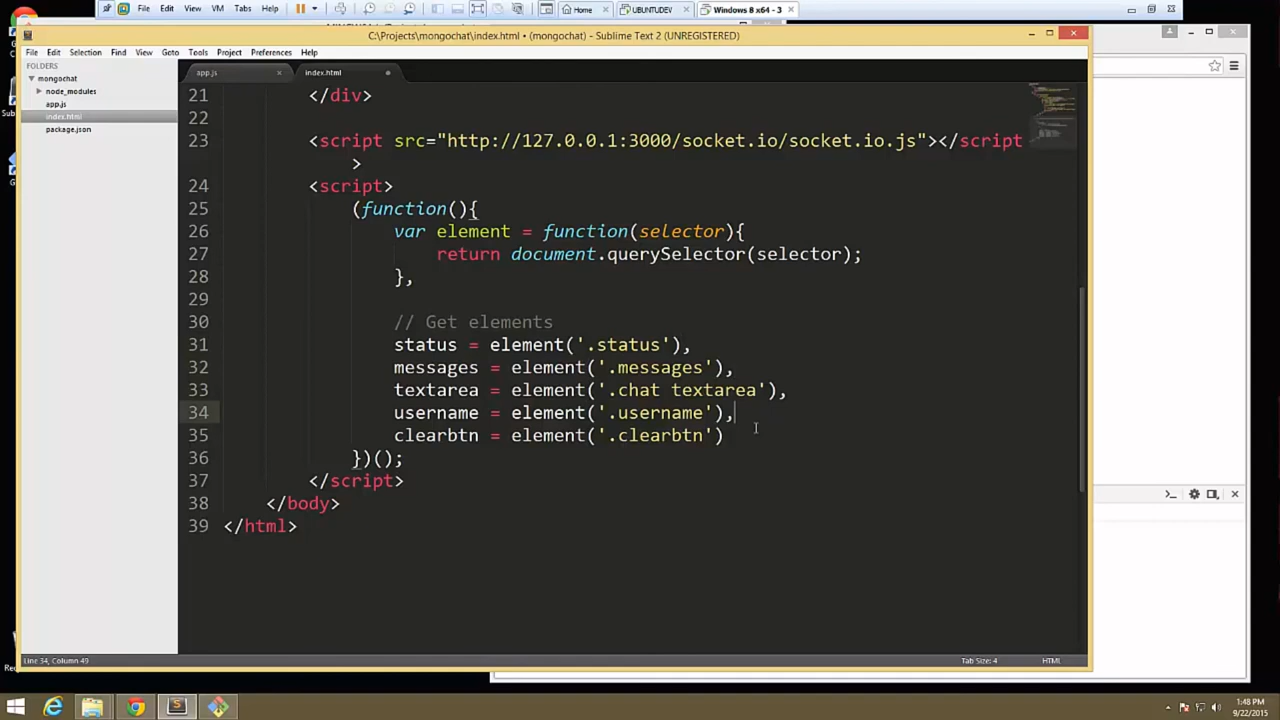 File Edit View VM Tabs Help
Home
UBUNTUDEV
Windows 8 x64 - 3
C:\Projects\mongochat\index.html • (mongochat) - Sublime Text 2 (UNREGISTERED)
File Edit Selection Find View Goto Tools Project Preferences Help
FOLDERS
mongochat
node_modules
app.js
index.html
package.json
app.js
index.html
21 </div>
22
23 <script src="http://127.0.0.1:3000/socket.io/socket.io.js"></script
>
24 <script>
25 (function(){
26 var element = function(selector){
27 return document.querySelector(selector);
28 },
29
30 // Get elements
31 status = element('.status'),
32 messages = element('.messages'),
33 textarea = element('.chat textarea'),
34 username = element('.username'),
35 clearbtn = element('.clearbtn')
36 })();
37 </script>
38 </body>
39 </html>
Line 34, Column 49
Tab Size: 4
HTML
1:48 PM
9/22/2015